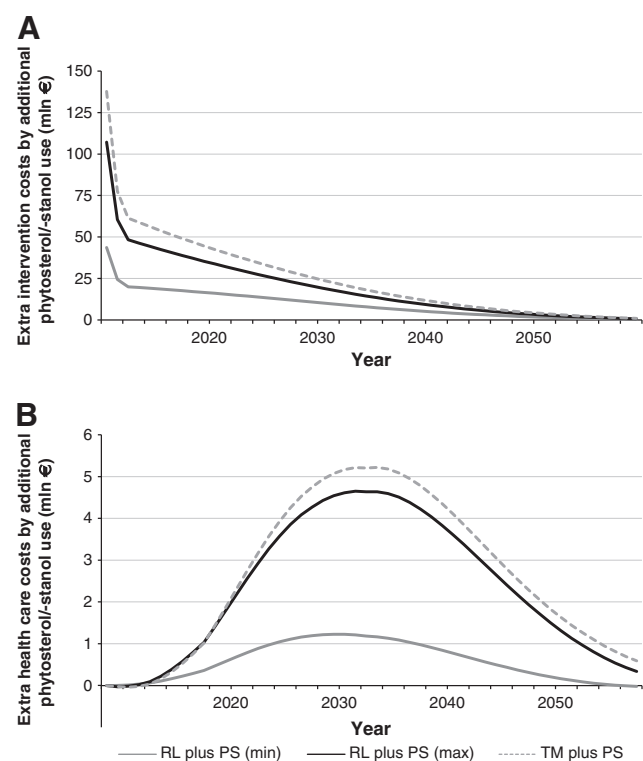 A
Extra intervention costs by additional
phytosterol/-stanol use (mln €)
150
125
100
75
50
25
0
2020 2030 2040 2050
Year
B
Extra health care costs by additional
phytosterol/-stanol use (mln €)
6
5
4
3
2
1
0
2020 2030 2040 2050
Year
RL plus PS (min) RL plus PS (max) TM plus PS